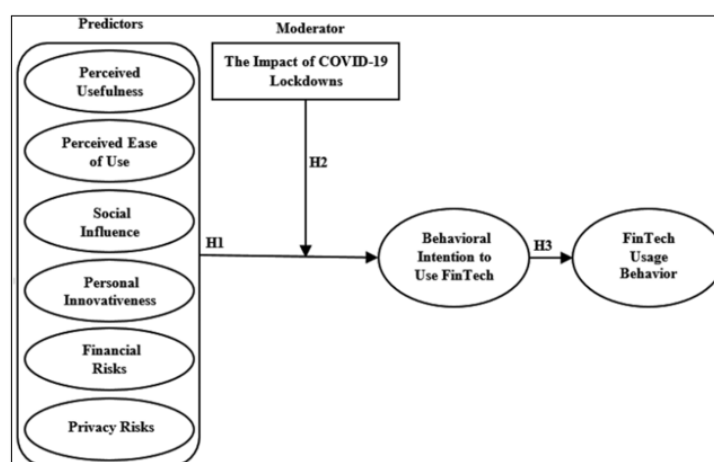 Predictors
Moderator
Perceived
Usefulness
Perceived Ease
of Use
Social
Influence
Personal
Innovativeness
Financial
Risks
Privacy Risks
The Impact of COVID-19
Lockdowns
H1
H2
Behavioral
Intention to
Use FinTech
H3
FinTech
Usage
Behavior